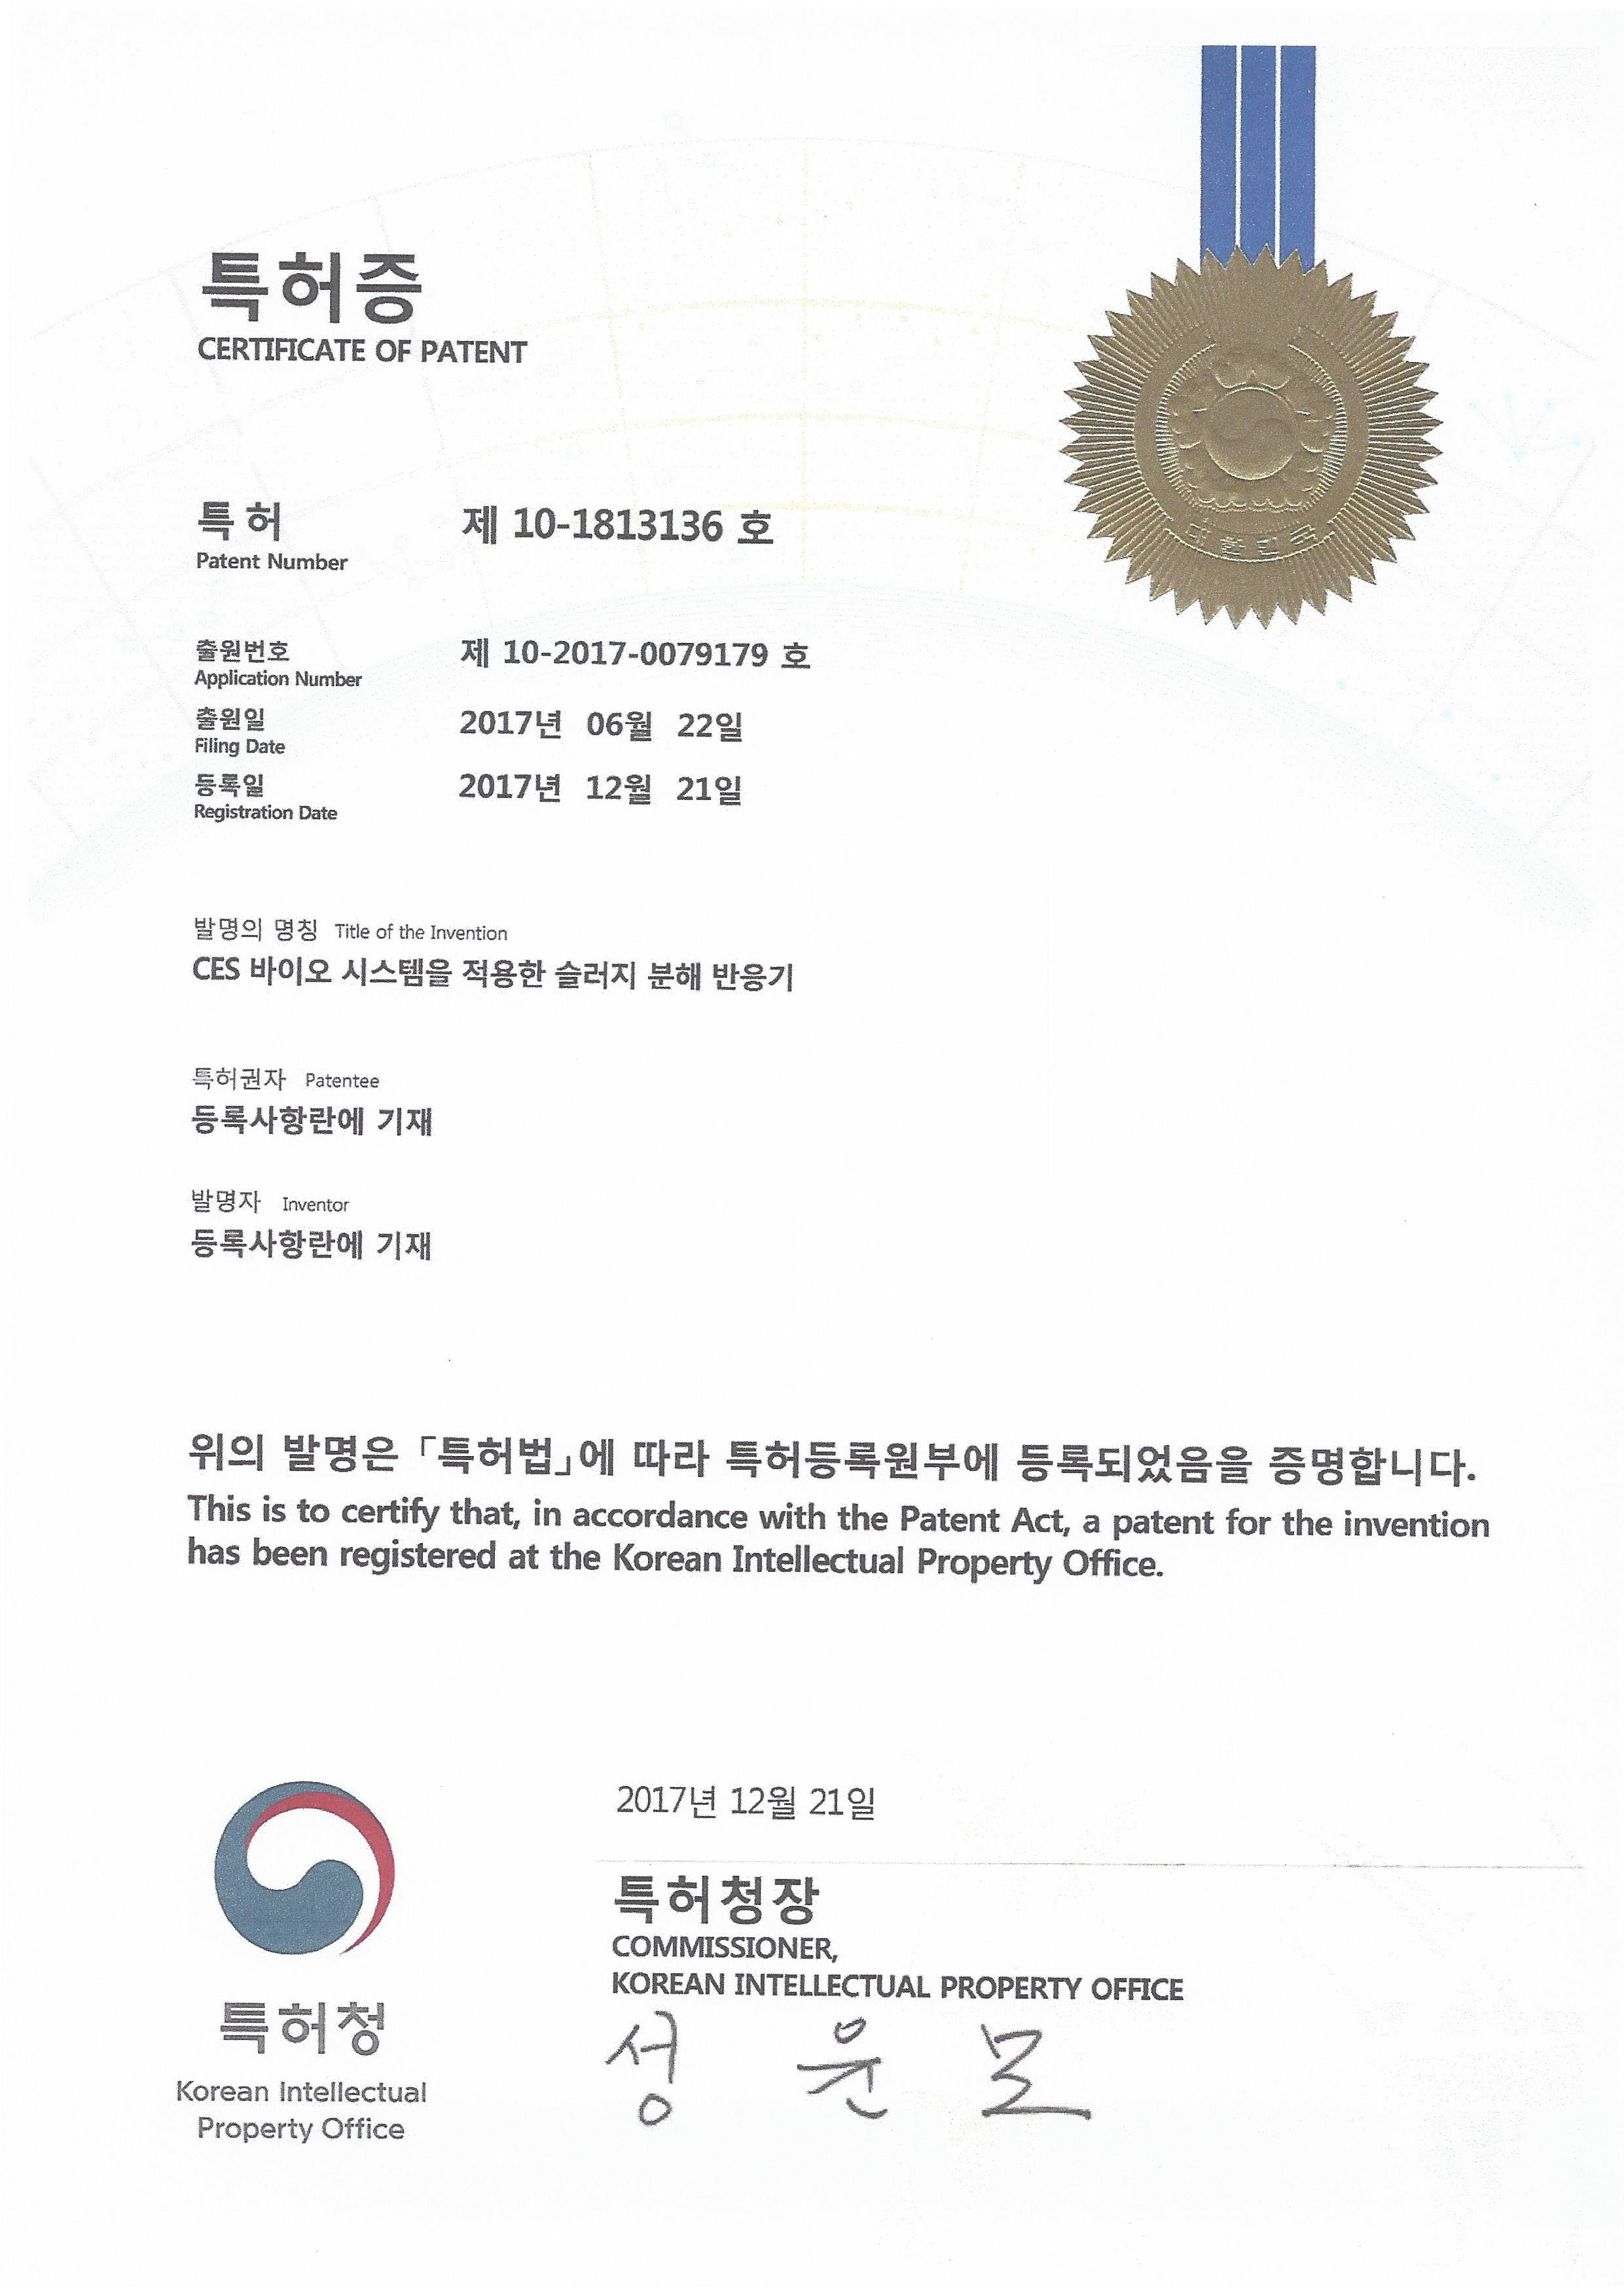 특허증
CERTIFICATE OF PATENT
대한민국
특허 제 10-1813136 호
Patent Number
출원번호 제 10-2017-0079179 호
Application Number
출원일 2017년 06월 22일
Filing Date
등록일 2017년 12월 21일
Registration Date
발명의 명칭 Title of the Invention
CES 바이오 시스템을 적용한 슬러지 분해 반응기
특허권자 Patentee
등록사항란에 기재
발명자 Inventor
등록사항란에 기재
위의 발명은 「특허법」에 따라 특허등록원부에 등록되었음을 증명합니다.
This is to certify that, in accordance with the Patent Act, a patent for the invention
has been registered at the Korean Intellectual Property Office.
2017년 12월 21일
특허청장
COMMISSIONER,
KOREAN INTELLECTUAL PROPERTY OFFICE
성 윤 모
특허청
Korean Intellectual
Property Office